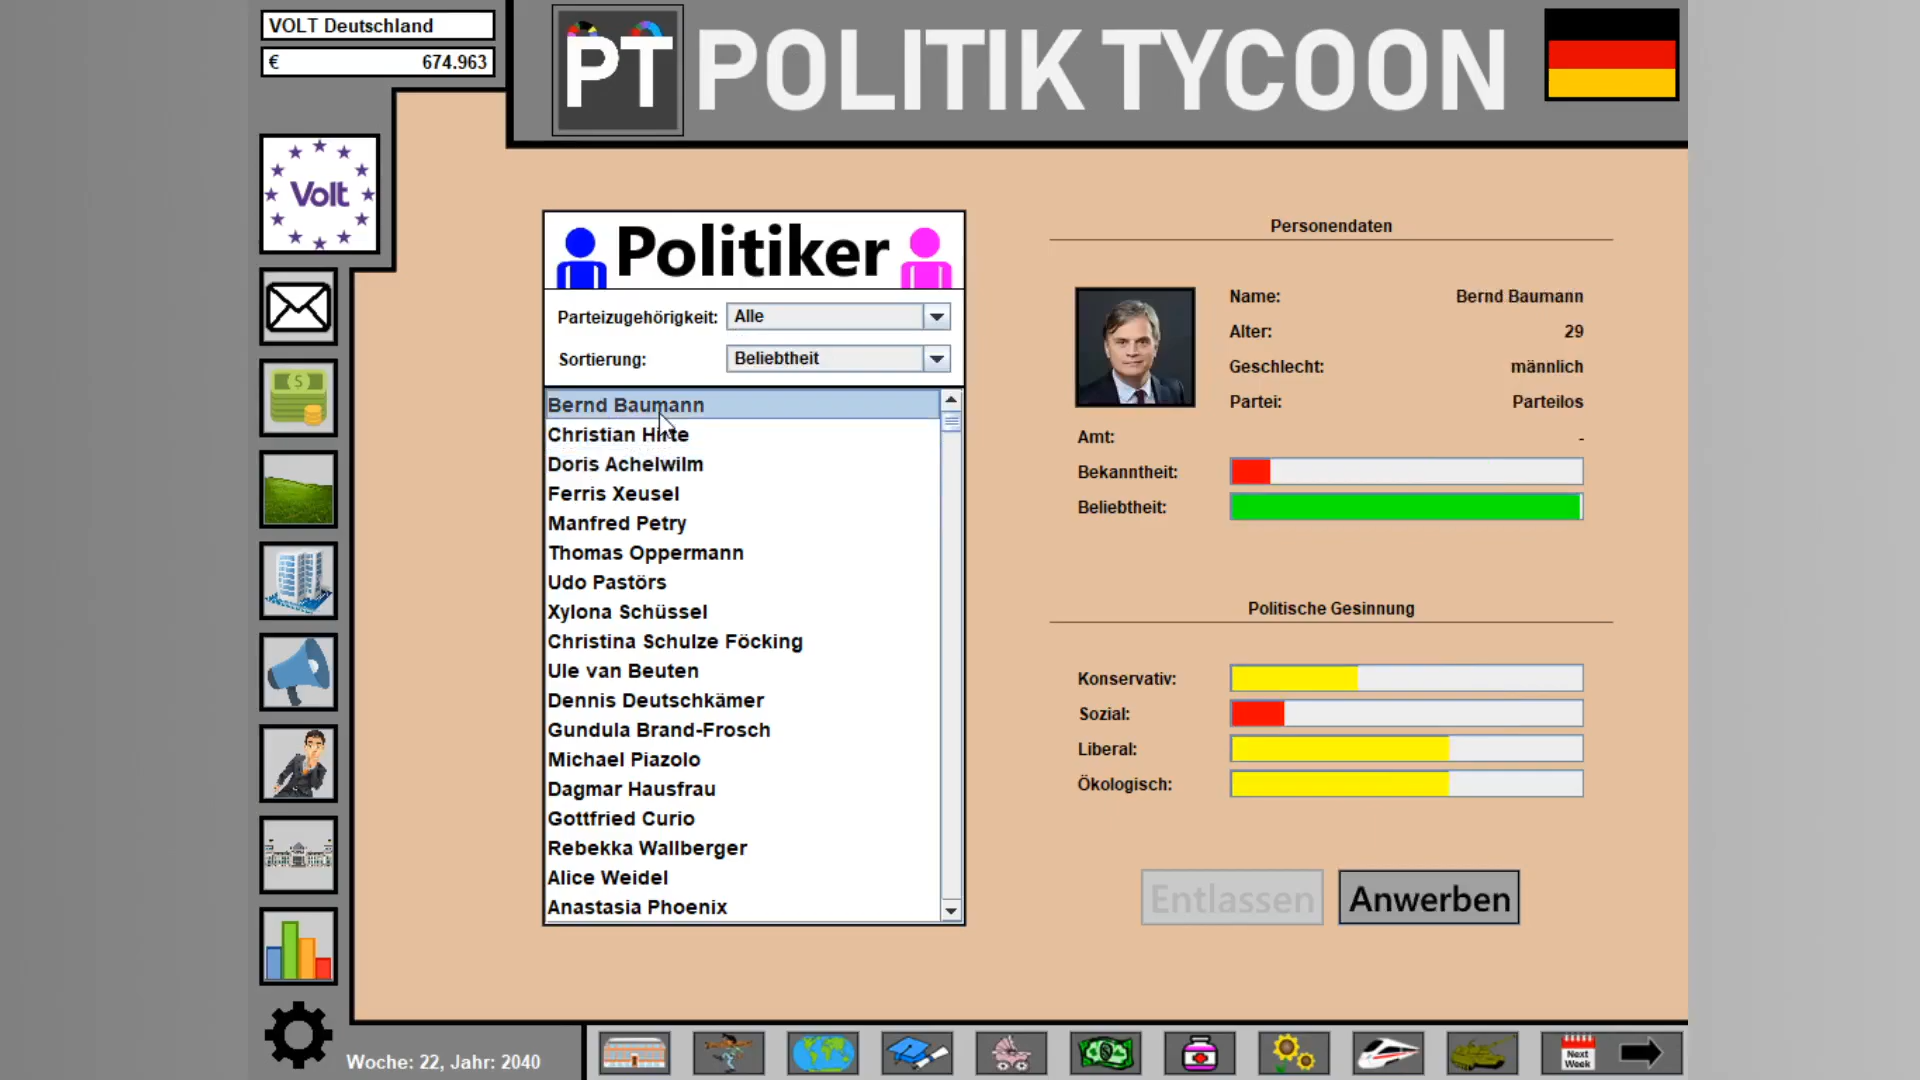 VOLT Deutschland
€ 674.963
PT POLITIK TYCOON
Volt
Politiker
Parteizugehörigkeit: Alle
Sortierung: Beliebtheit
Bernd Baumann
Christian Hirte
Doris Achelwilm
Ferris Xeusel
Manfred Petry
Thomas Oppermann
Udo Pastörs
Xylona Schüssel
Christina Schulze Föcking
Ule van Beuten
Dennis Deutschkämer
Gundula Brand-Frosch
Michael Piazolo
Dagmar Hausfrau
Gottfried Curio
Rebekka Wallberger
Alice Weidel
Anastasia Phoenix
Personendaten
Name: Bernd Baumann
Alter: 29
Geschlecht: männlich
Partei: Parteilos
Amt: -
Bekanntheit:
Beliebtheit:
Politische Gesinnung
Konservativ:
Sozial:
Liberal:
Ökologisch:
Entlassen Anwerben
Woche: 22, Jahr: 2040
Next
Week